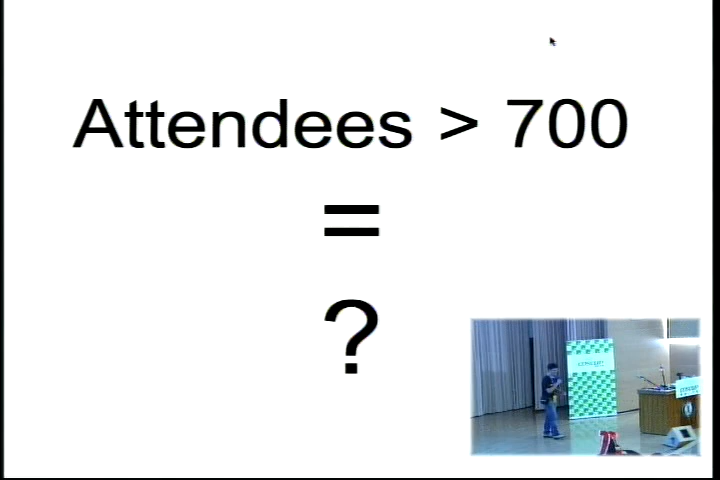 Attendees > 700
=
?